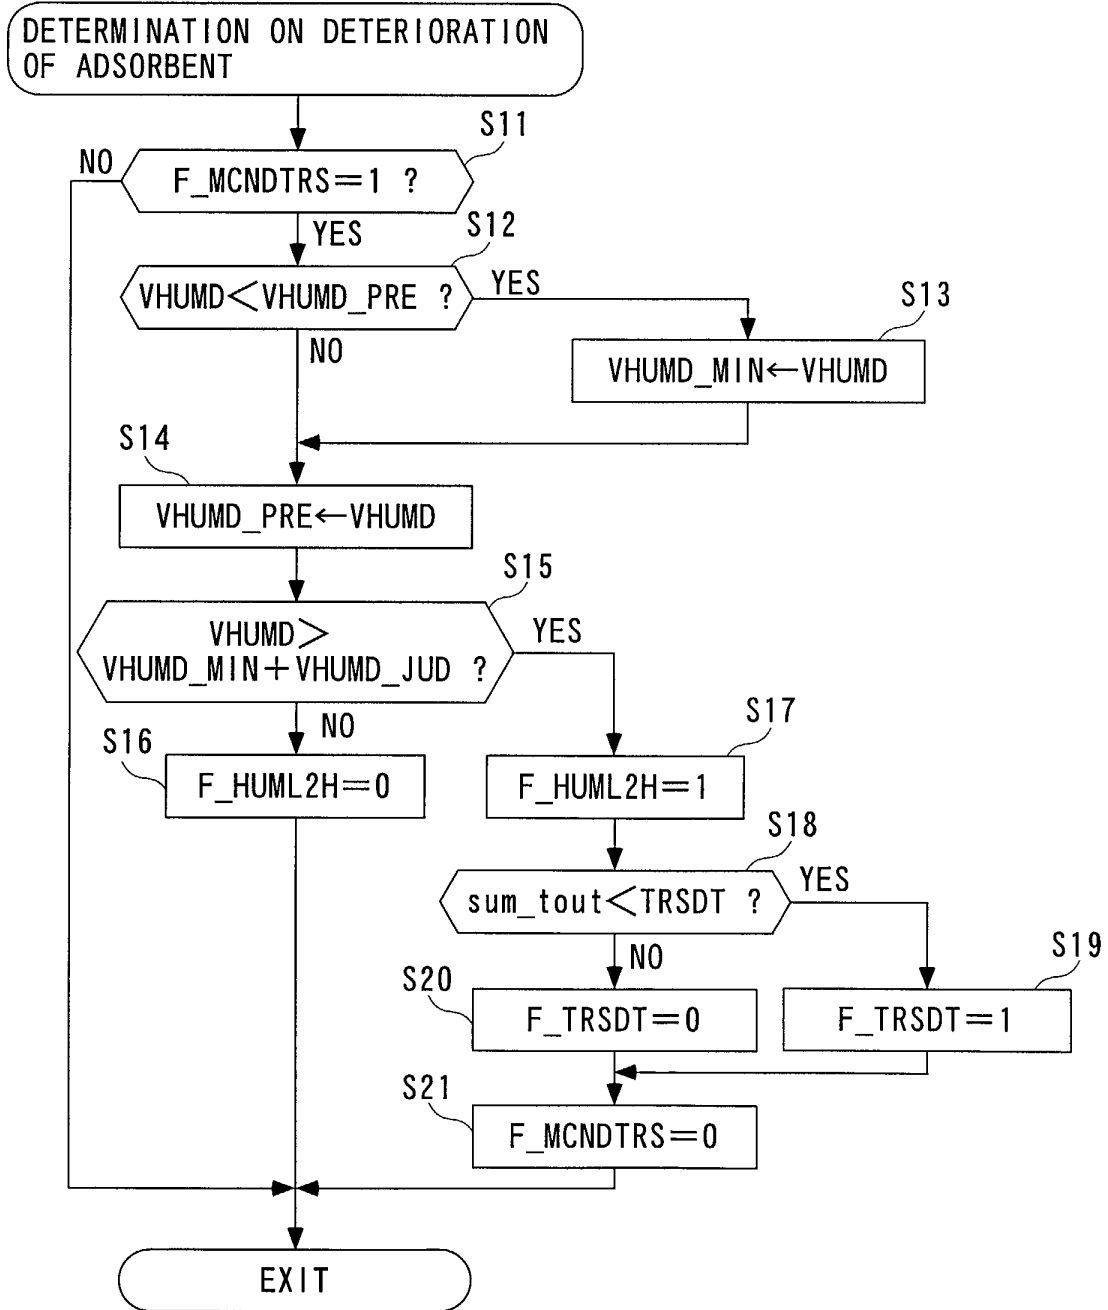 DETERMINATION ON DETERIORATION
OF ADSORBENT
S11
NO
F_MCNDTRS=1 ?
YES
S12
VHUMD<VHUMD_PRE ?
YES
S13
NO
VHUMD_MIN←VHUMD
S14
VHUMD_PRE←VHUMD
S15
VHUMD>
VHUMD_MIN+VHUMD_JUD ?
YES
NO
S16
F_HUML2H=0
S17
F_HUML2H=1
S18
sum_tout<TRSDT ?
YES
NO
S20
F_TRSDT=0
S19
F_TRSDT=1
S21
F_MCNDTRS=0
EXIT